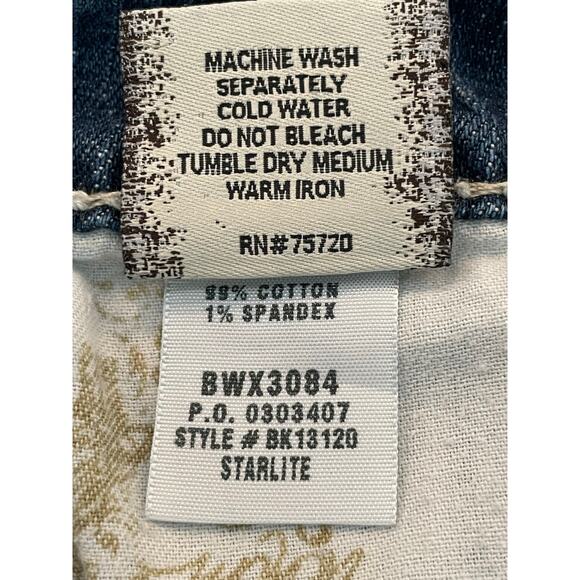 MACHINE WASH
SEPARATELY
COLD WATER
DO NOT BLEACH
TUMBLE DRY MEDIUM
WARM IRON
RN#75720
99% COTTON
1% SPANDEX
BWX3084
P.O. 0303407
STYLE # BK13120
STARLITE